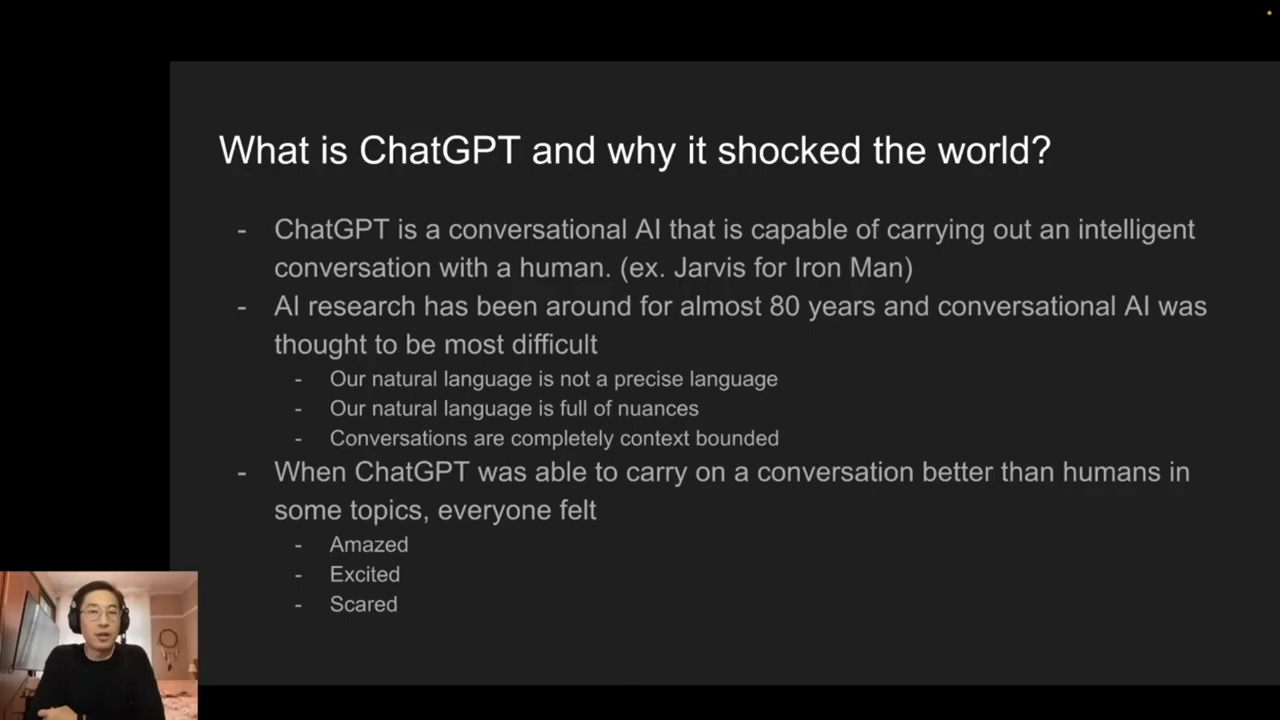 What is ChatGPT and why it shocked the world?
- ChatGPT is a conversational AI that is capable of carrying out an intelligent
conversation with a human. (ex. Jarvis for Iron Man)
- AI research has been around for almost 80 years and conversational AI was
thought to be most difficult
- Our natural language is not a precise language
- Our natural language is full of nuances
- Conversations are completely context bounded
- When ChatGPT was able to carry on a conversation better than humans in
some topics, everyone felt
- Amazed
- Excited
- Scared